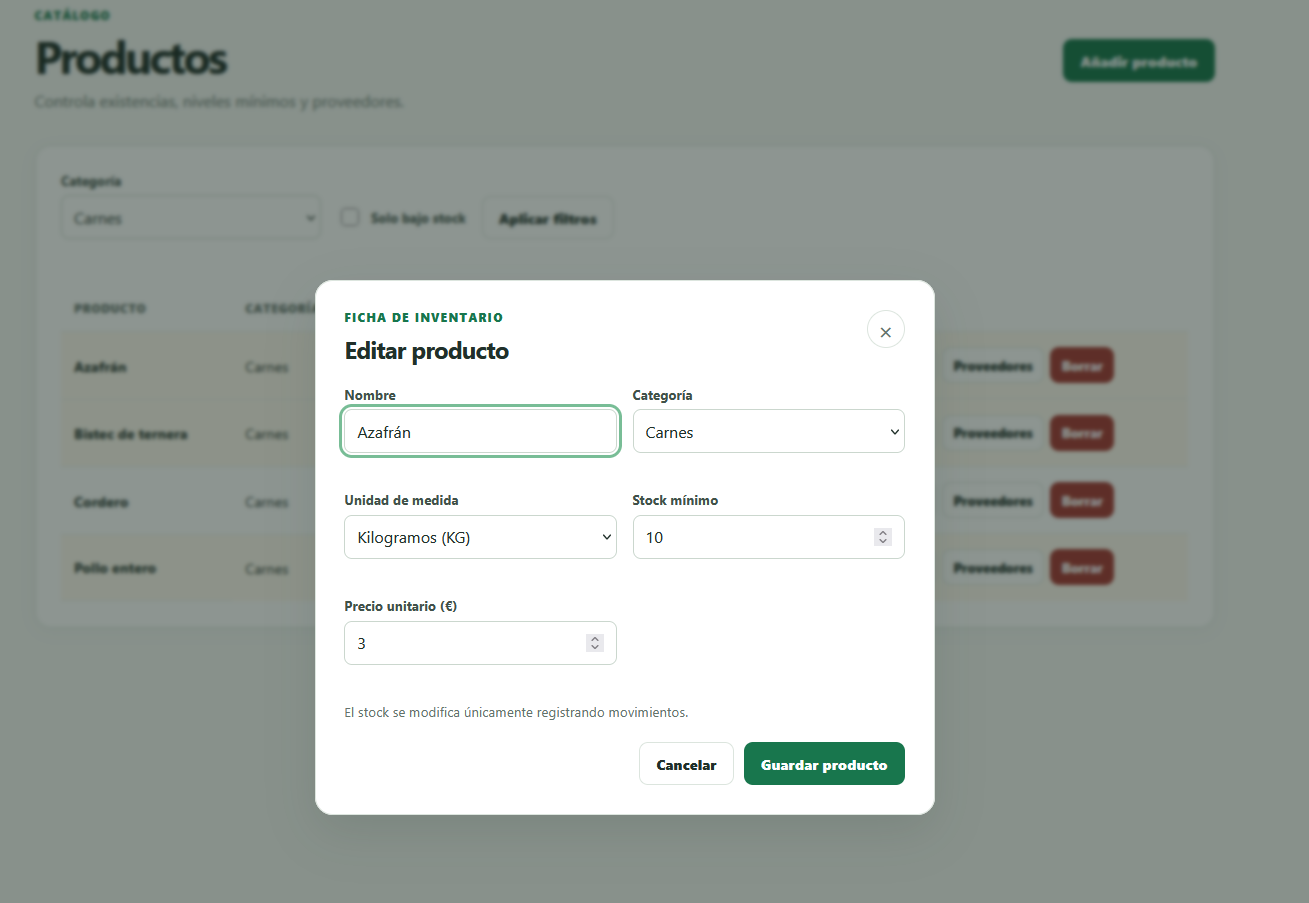 CATÁLOGO
Productos
Añadir producto
Controla existencias, niveles mínimos y proveedores.
Categoría
Carnes
Solo bajo stock
Aplicar filtros
PRODUCTO CATEGORÍA
Azafrán Carnes Proveedores Borrar
Bistec de ternera Carnes Proveedores Borrar
Cordero Carnes Proveedores Borrar
Pollo entero Carnes Proveedores Borrar
FICHA DE INVENTARIO
Editar producto
Nombre Categoría
Azafrán Carnes
Unidad de medida Stock mínimo
Kilogramos (KG) 10
Precio unitario (€)
3
El stock se modifica únicamente registrando movimientos.
Cancelar Guardar producto